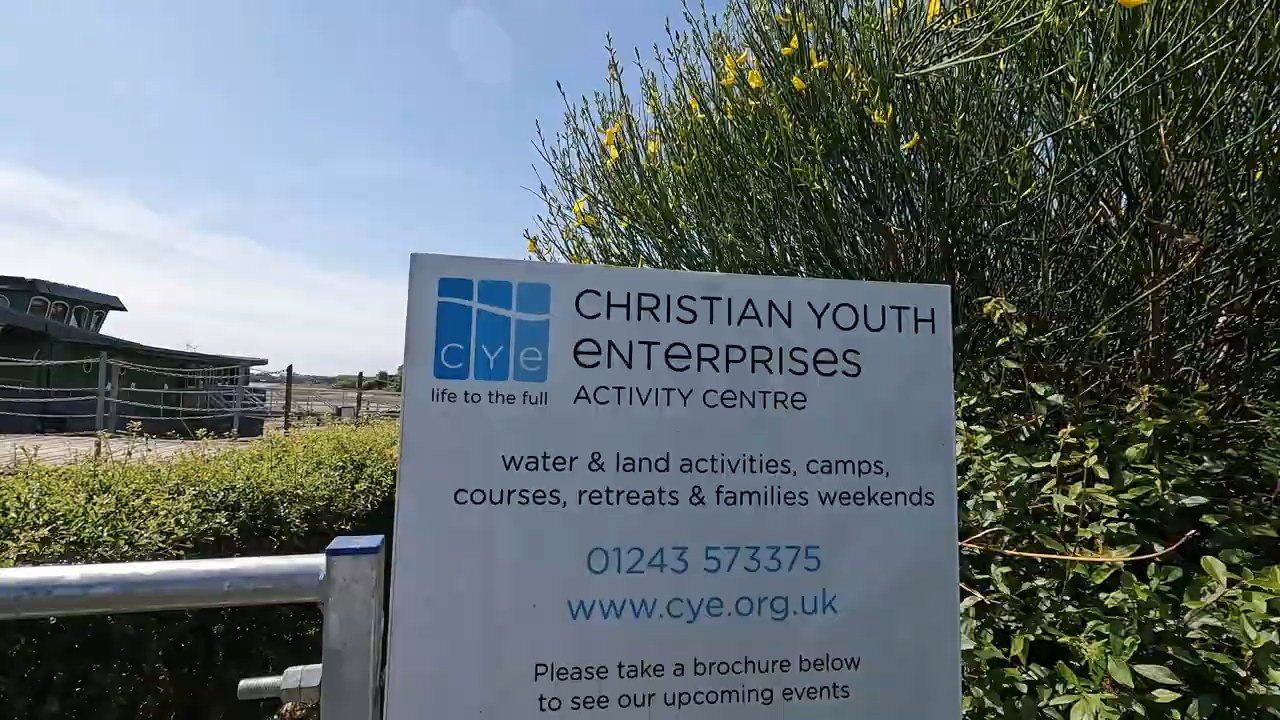 CYe
life to the full
CHRISTIAN YOUTH
eNTeRPRISeS
ACTIVITY CeNTRe
water & land activities, camps,
courses, retreats & families weekends
01243 573375
www.cye.org.uk
Please take a brochure below
to see our upcoming events